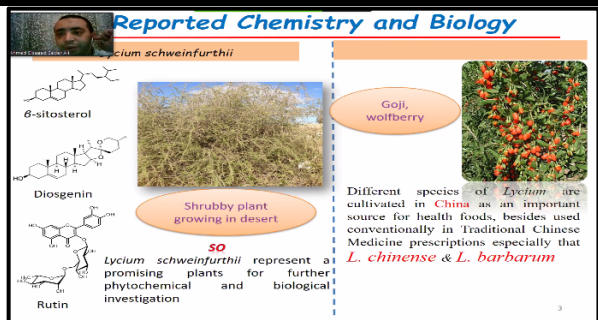 Reported Chemistry and Biology
Lycium schweinfurthii
β-sitosterol
HO
Diosgenin
Rutin
Shrubby plant
growing in desert
SO
Lycium schweinfurthii represent a
promising plants for further
phytochemical and biological
investigation
Goji,
wolfberry
Different species of Lycium are
cultivated in China as an important
source for health foods, besides used
conventionally in Traditional Chinese
Medicine prescriptions especially that
L. chinense & L. barbarum
3